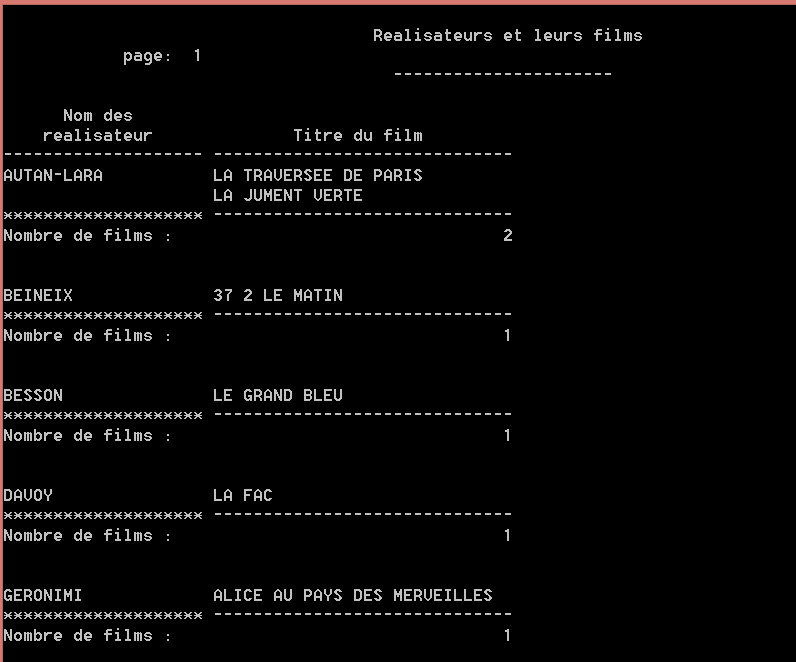 Realisateurs et leurs films
page:  1
----------------------
Nom des
realisateur Titre du film
-------------------- ------------------------------
AUTAN-LARA LA TRAVERSEE DE PARIS
LA JUMENT VERTE
******************** ------------------------------
Nombre de films : 2
BEINEIX 37 2 LE MATIN
******************** ------------------------------
Nombre de films : 1
BESSON LE GRAND BLEU
******************** ------------------------------
Nombre de films : 1
DAVOY LA FAC
******************** ------------------------------
Nombre de films : 1
GERONIMI ALICE AU PAYS DES MERVEILLES
******************** ------------------------------
Nombre de films : 1